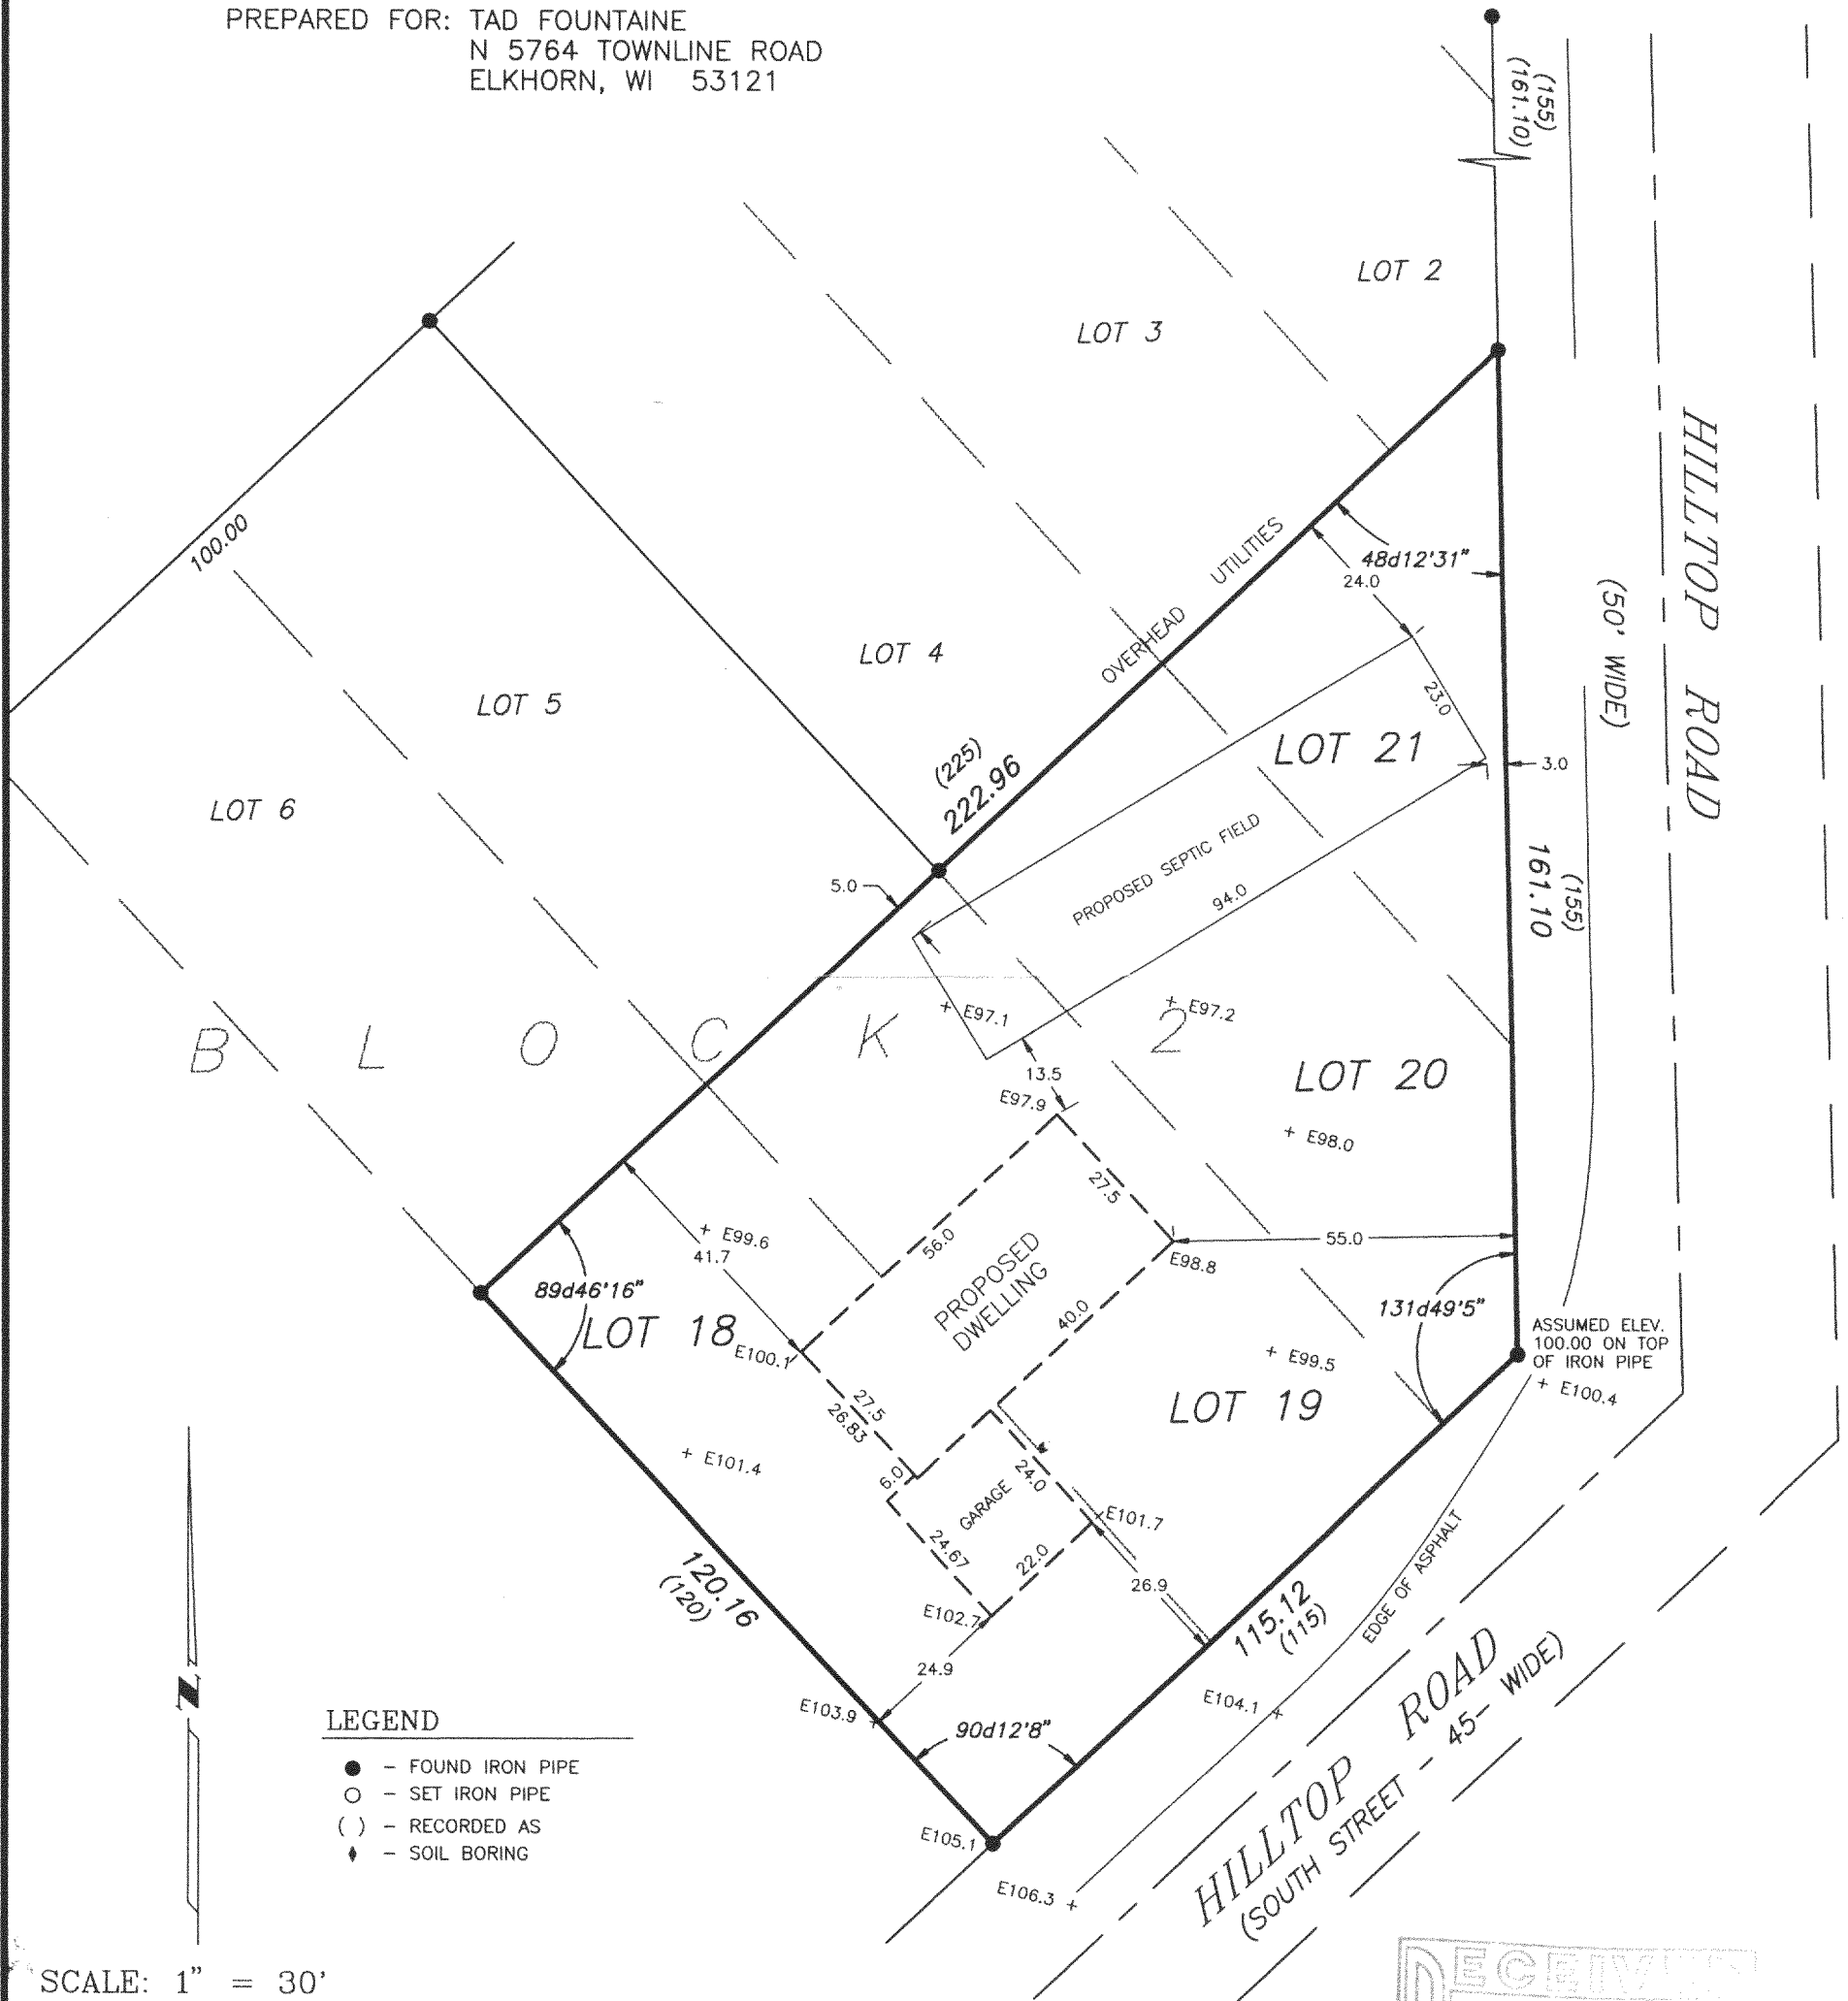 PREPARED FOR: TAD FOUNTAINE
N 5764 TOWNLINE ROAD
ELKHORN, WI 53121
(155)
(161.10)
LOT 2
LOT 3
100.00
HILLTOP ROAD
(50' WIDE)
UTILITIES
OVERHEAD
48d12'31"
24.0
LOT 4
LOT 5
LOT 6
23.0
LOT 21
3.0
(225)
222.96
5.0
PROPOSED SEPTIC FIELD
94.0
161.10
(155)
BLOCK 2
+ E97.1
+ E97.2
13.5
E97.9
LOT 20
+ E98.0
27.5
+ E99.6
41.7
56.0
PROPOSED
DWELLING
55.0
E98.8
89d46'16"
LOT 18
E100.1
40.0
131d49'5"
ASSUMED ELEV.
100.00 ON TOP
OF IRON PIPE
+ E99.5
+ E100.4
LOT 19
27.5
26.83
+ E101.4
6.0
24.0
GARAGE
E101.7
24.67
22.0
26.9
EDGE OF ASPHALT
120.16
(120)
E102.7
115.12
(115)
24.9
E103.9 +
90d12'8"
E104.1 +
HILLTOP ROAD
(SOUTH STREET - 45- WIDE)
E105.1
E106.3 +
N
LEGEND
● - FOUND IRON PIPE
○ - SET IRON PIPE
( ) - RECORDED AS
♦ - SOIL BORING
SCALE: 1" = 30'